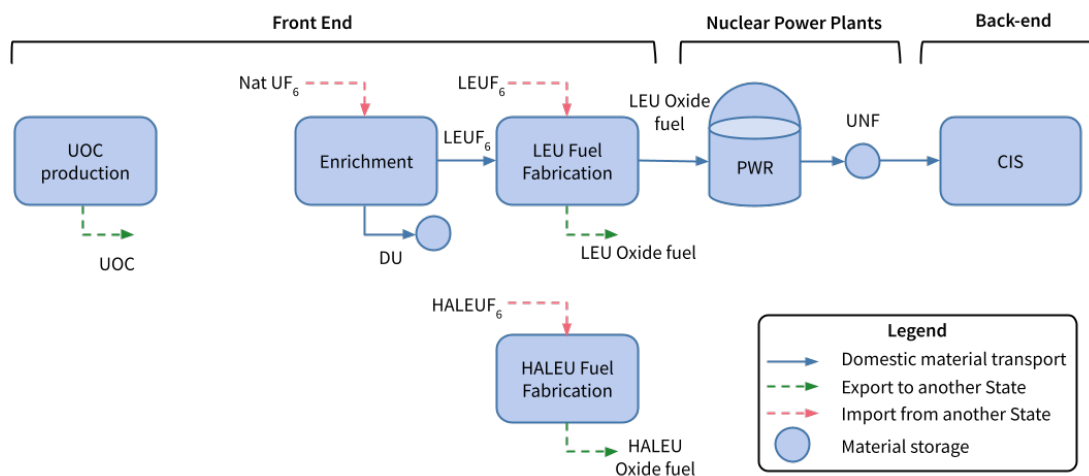 Front End
Nuclear Power Plants
Back-end
Nat UF6
LEUF6
LEU Oxide
fuel
UNF
UOC
production
Enrichment
LEUF6
LEU Fuel
Fabrication
PWR
CIS
UOC
DU
LEU Oxide fuel
HALEUF6
HALEU Fuel
Fabrication
HALEU
Oxide fuel
Legend
Domestic material transport
Export to another State
Import from another State
Material storage